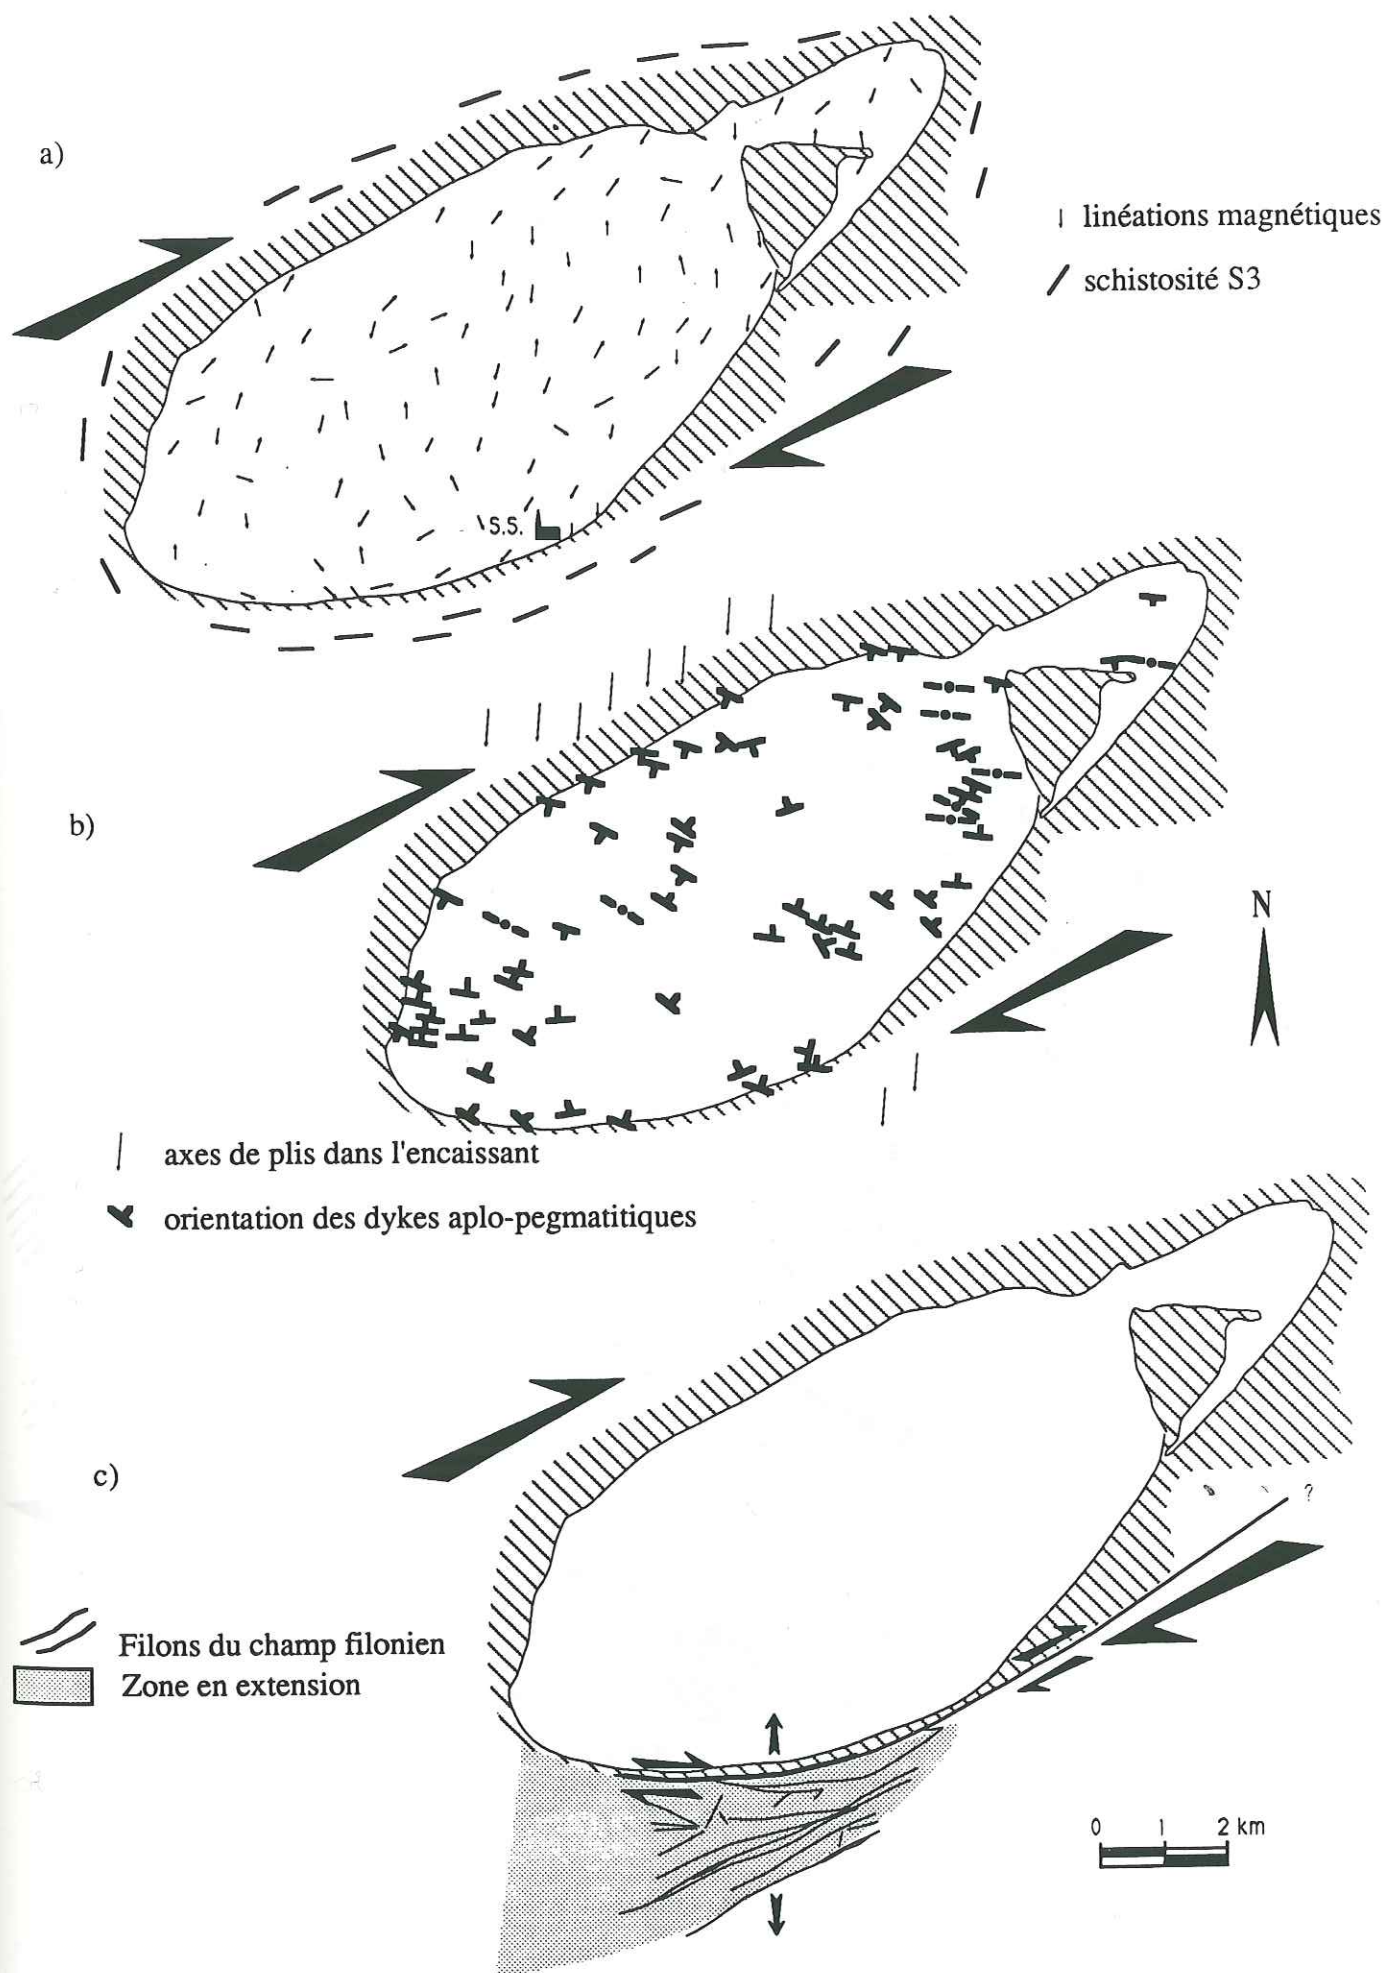 a)
linéations magnétiques
schistosité S3
S.S.
b)
N
axes de plis dans l'encaissant
orientation des dykes aplo-pegmatitiques
c)
?
Filons du champ filonien
Zone en extension
0 1 2 km